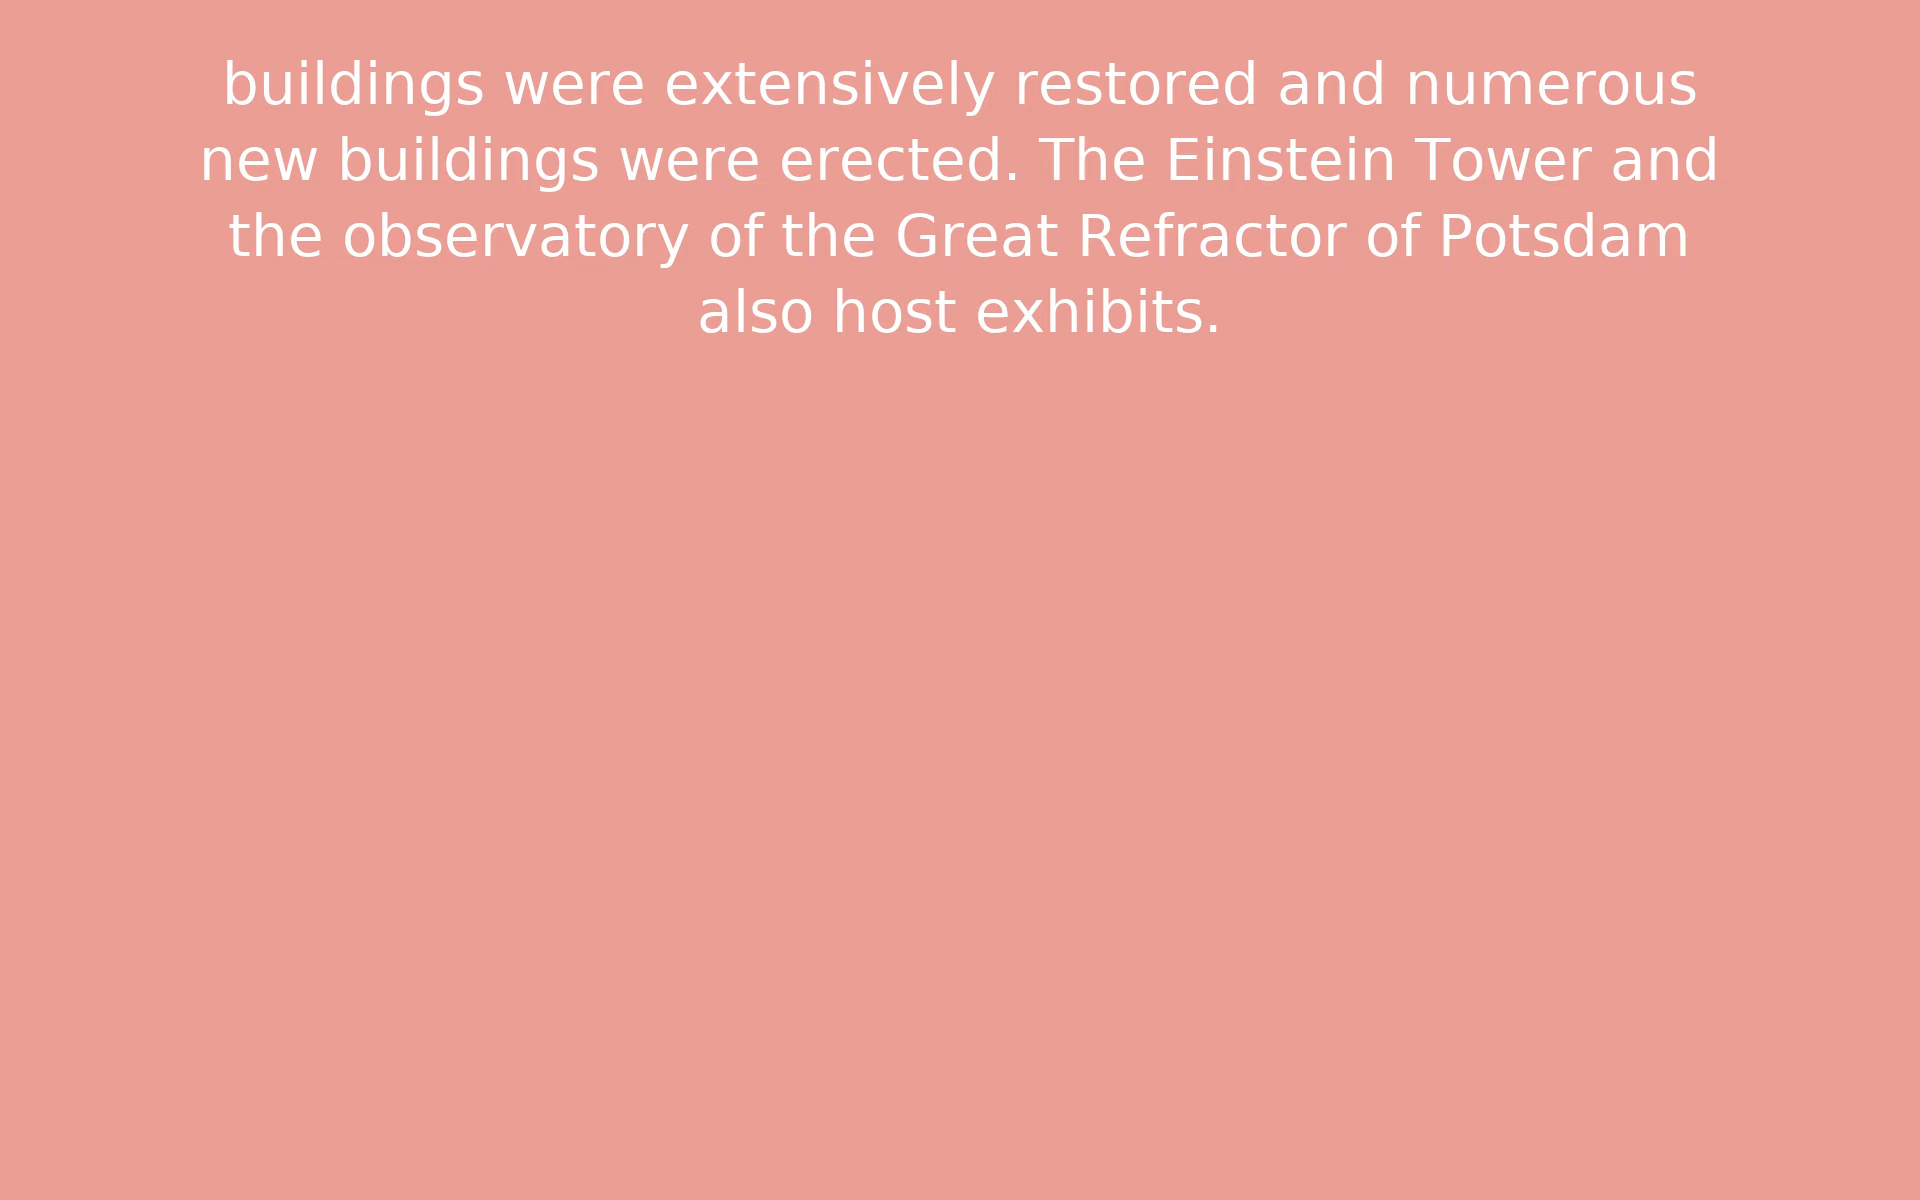 buildings were extensively restored and numerous
new buildings were erected. The Einstein Tower and
the observatory of the Great Refractor of Potsdam
also host exhibits.